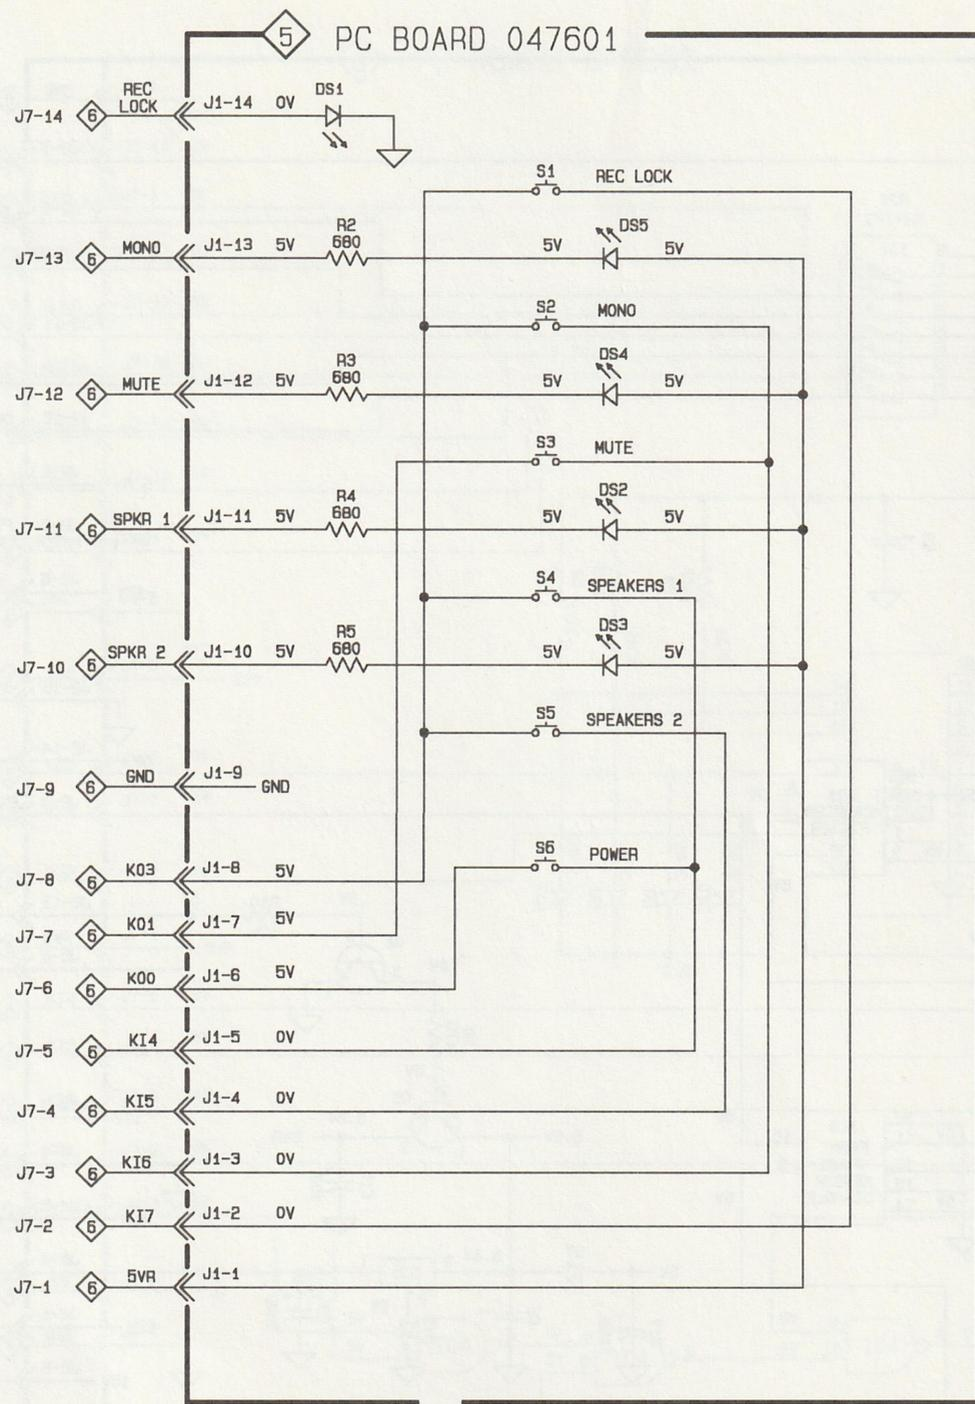 5 PC BOARD 047601
REC LOCK
J7-14 6 J1-14 0V DS1
S1 REC LOCK
R2 680
DS5
J7-13 6 MONO J1-13 5V 5V 5V
S2 MONO
R3 680
DS4
J7-12 6 MUTE J1-12 5V 5V 5V
S3 MUTE
R4 680
DS2
J7-11 6 SPKR 1 J1-11 5V 5V 5V
S4 SPEAKERS 1
R5 680
DS3
J7-10 6 SPKR 2 J1-10 5V 5V 5V
S5 SPEAKERS 2
J7-9 6 GND J1-9 GND
S6 POWER
J7-8 6 KO3 J1-8 5V
J7-7 6 KO1 J1-7 5V
J7-6 6 KOO J1-6 5V
J7-5 6 KI4 J1-5 0V
J7-4 6 KI5 J1-4 0V
J7-3 6 KI6 J1-3 0V
J7-2 6 KI7 J1-2 0V
J7-1 6 5VR J1-1